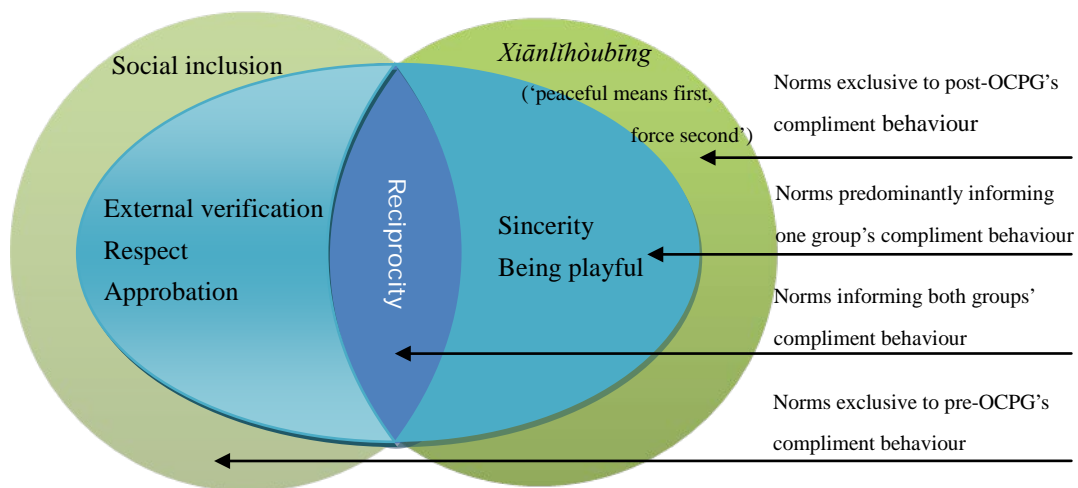 Social inclusion
External verification
Respect
Approbation
Reciprocity
Xiānlǐhòubīng
(‘peaceful means first,
force second’)
Sincerity
Being playful
Norms exclusive to post-OCPG’s
compliment behaviour
Norms predominantly informing
one group’s compliment behaviour
Norms informing both groups’
compliment behaviour
Norms exclusive to pre-OCPG’s
compliment behaviour